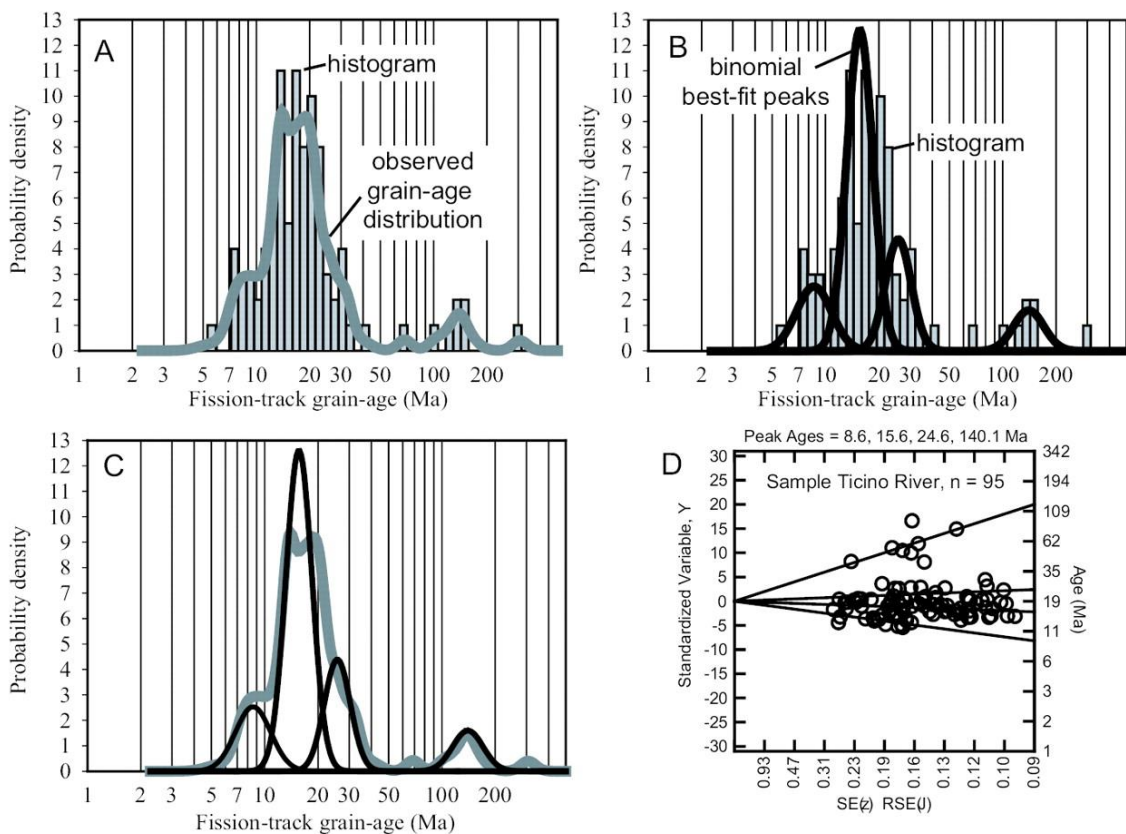 A
histogram
observed
grain-age
distribution
Probability density
13
12
11
10
9
8
7
6
5
4
3
2
1
0
1 2 3 5 7 10 20 30 50 100 200
Fission-track grain-age (Ma)
B
binomial
best-fit peaks
histogram
Probability density
13
12
11
10
9
8
7
6
5
4
3
2
1
0
1 2 3 5 7 10 20 30 50 100 200
Fission-track grain-age (Ma)
C
Probability density
13
12
11
10
9
8
7
6
5
4
3
2
1
0
1 2 3 5 7 10 20 30 50 100 200
Fission-track grain-age (Ma)
Peak Ages = 8.6, 15.6, 24.6, 140.1 Ma
D
Sample Ticino River, n = 95
Standardized Variable, Y
30
25
20
15
10
5
0
-5
-10
-15
-20
-25
-30
342
194
109
62
35
19
11
6
3
2
1
Age (Ma)
0.93 0.47 0.31 0.23 0.19 0.16 0.13 0.12 0.10 0.09
SE(z) RSE(J)